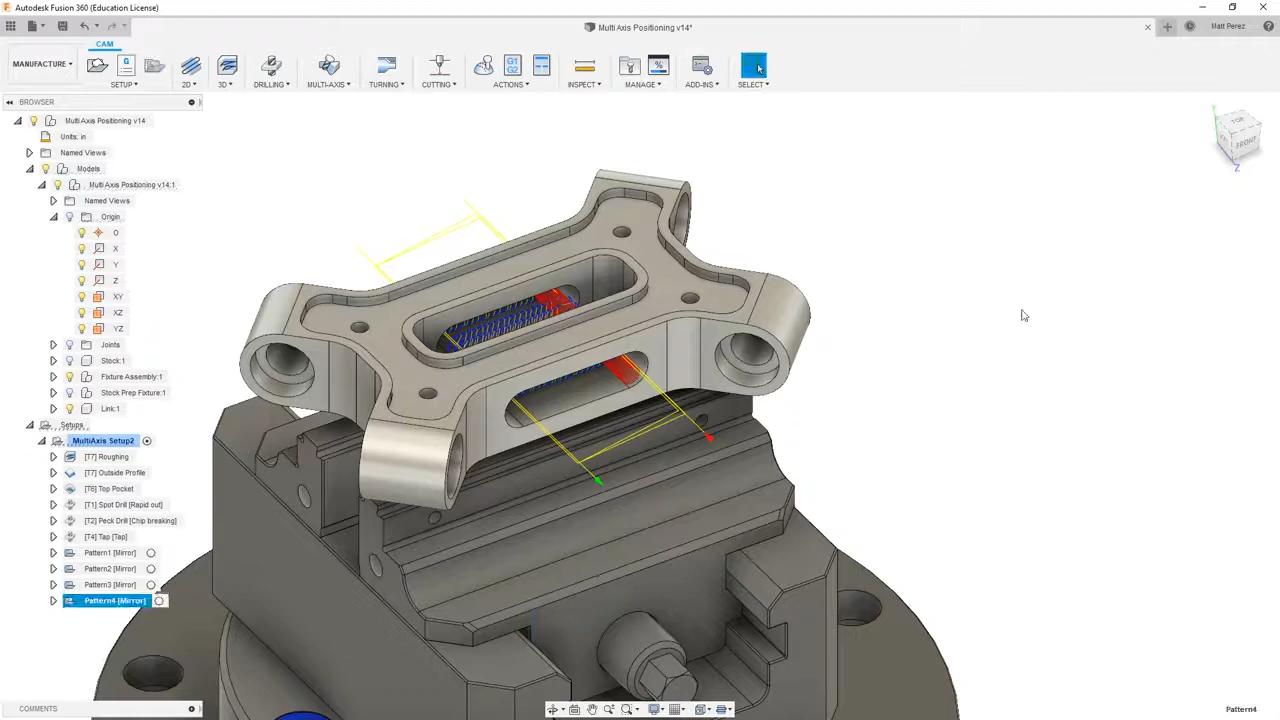 Autodesk Fusion 360 (Education License)
Multi Axis Positioning v14*
Matt Perez
CAM
MANUFACTURE
SETUP
2D
3D
DRILLING
MULTI-AXIS
TURNING
CUTTING
G1
G2
ACTIONS
INSPECT
MANAGE
ADD-INS
SELECT
BROWSER
Multi Axis Positioning v14
Units: in
Named Views
Models
Multi Axis Positioning v14:1
Named Views
Origin
O
X
Y
Z
XY
XZ
YZ
Joints
Stock:1
Fixture Assembly:1
Stock Prep Fixture:1
Link:1
Setups
MultiAxis Setup2
[T7] Roughing
[T7] Outside Profile
[T6] Top Pocket
[T1] Spot Drill [Rapid out]
[T2] Peck Drill [Chip breaking]
[T4] Tap [Tap]
Pattern1 [Mirror]
Pattern2 [Mirror]
Pattern3 [Mirror]
Pattern4 [Mirror]
TOP
FRONT
Y
Z
COMMENTS
Pattern4